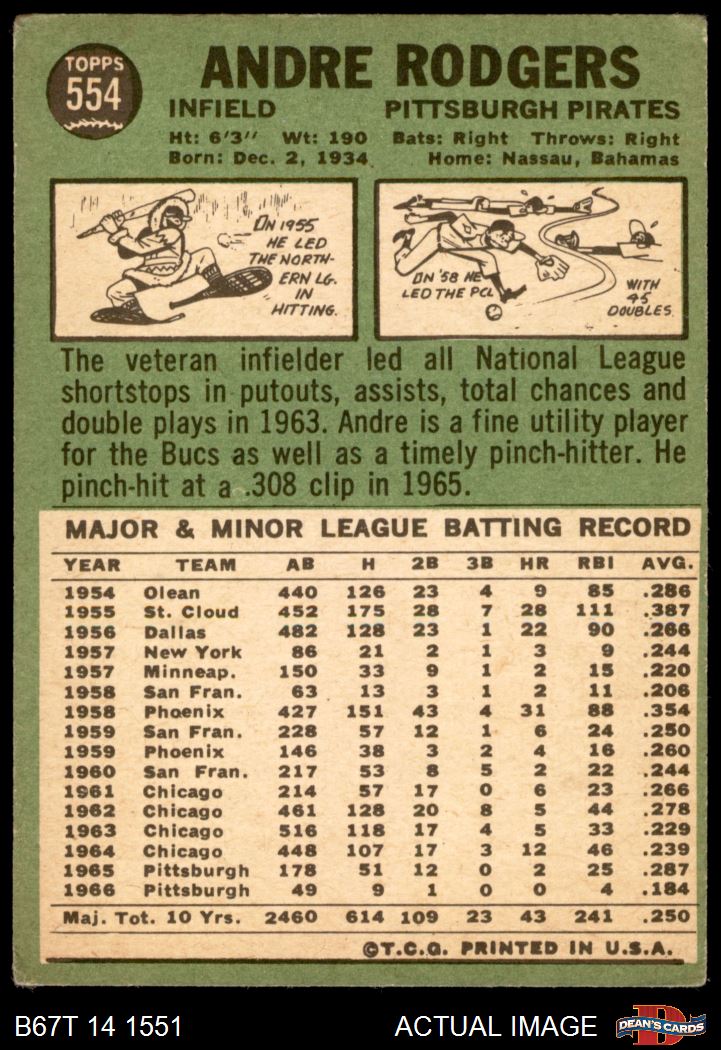 TOPPS
554
ANDRE RODGERS
INFIELD PITTSBURGH PIRATES
Ht: 6'3" Wt: 190 Bats: Right Throws: Right
Born: Dec. 2, 1934 Home: Nassau, Bahamas
IN 1955
HE LED
THE NORTH-
ERN LG.
IN
HITTING.
IN '58 HE
LED THE PCL
WITH
45
DOUBLES.
The veteran infielder led all National League
shortstops in putouts, assists, total chances and
double plays in 1963. Andre is a fine utility player
for the Bucs as well as a timely pinch-hitter. He
pinch-hit at a .308 clip in 1965.
MAJOR & MINOR LEAGUE BATTING RECORD
YEAR TEAM AB H 2B 3B HR RBI AVG.
1954 Olean 440 126 23 4 9 85 .286
1955 St. Cloud 452 175 28 7 28 111 .387
1956 Dallas 482 128 23 1 22 90 .266
1957 New York 86 21 2 1 3 9 .244
1957 Minneap. 150 33 9 1 2 15 .220
1958 San Fran. 63 13 3 1 2 11 .206
1958 Phoenix 427 151 43 4 31 88 .354
1959 San Fran. 228 57 12 1 6 24 .250
1959 Phoenix 146 38 3 2 4 16 .260
1960 San Fran. 217 53 8 5 2 22 .244
1961 Chicago 214 57 17 0 6 23 .266
1962 Chicago 461 128 20 8 5 44 .278
1963 Chicago 516 118 17 4 5 33 .229
1964 Chicago 448 107 17 3 12 46 .239
1965 Pittsburgh 178 51 12 0 2 25 .287
1966 Pittsburgh 49 9 1 0 0 4 .184
Maj. Tot. 10 Yrs. 2460 614 109 23 43 241 .250
©T.C.G. PRINTED IN U.S.A.
B67T 14 1551 ACTUAL IMAGE
DEAN'S CARDS